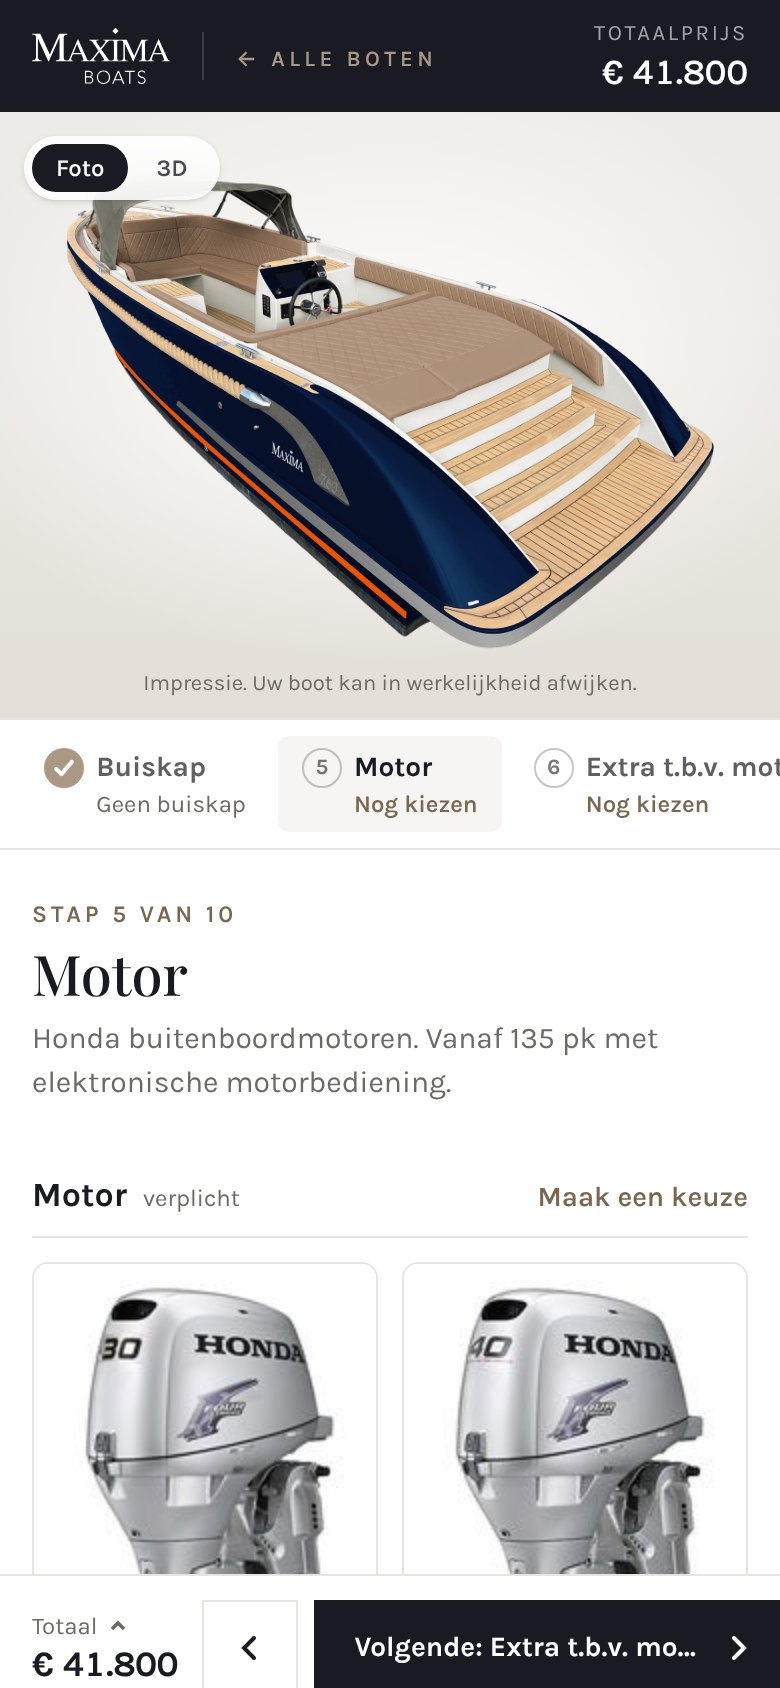 MAXIMA
BOATS
← ALLE BOTEN
TOTAALPRIJS
€ 41.800
Foto
3D
MAXIMA
760
Impressie. Uw boot kan in werkelijkheid afwijken.
Buiskap
Geen buiskap
5
Motor
Nog kiezen
6
Extra t.b.v. mot
Nog kiezen
STAP 5 VAN 10
Motor
Honda buitenboordmotoren. Vanaf 135 pk met
elektronische motorbediening.
Motor verplicht
Maak een keuze
30
HONDA
FOUR
40
HONDA
FOUR
Totaal
€ 41.800
Volgende: Extra t.b.v. mo...